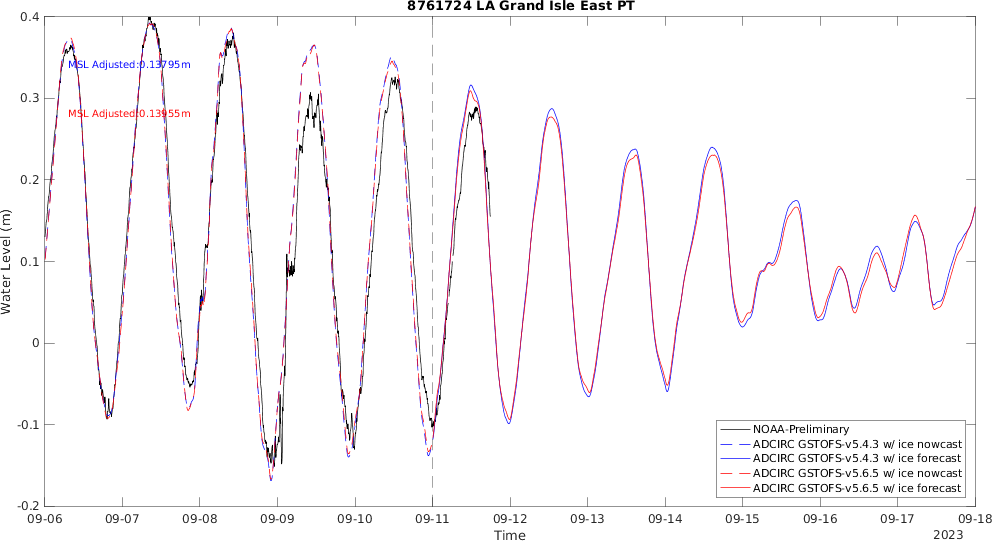 8761724 LA Grand Isle East PT
0.4
0.3
0.2
0.1
0
-0.1
-0.2
Water Level (m)
MSL Adjusted:0.13795m
MSL Adjusted:0.13955m
NOAA-Preliminary
ADCIRC GSTOFS-v5.4.3 w/ ice nowcast
ADCIRC GSTOFS-v5.4.3 w/ ice forecast
ADCIRC GSTOFS-v5.6.5 w/ ice nowcast
ADCIRC GSTOFS-v5.6.5 w/ ice forecast
09-06 09-07 09-08 09-09 09-10 09-11 09-12 09-13 09-14 09-15 09-16 09-17 09-18
Time
2023